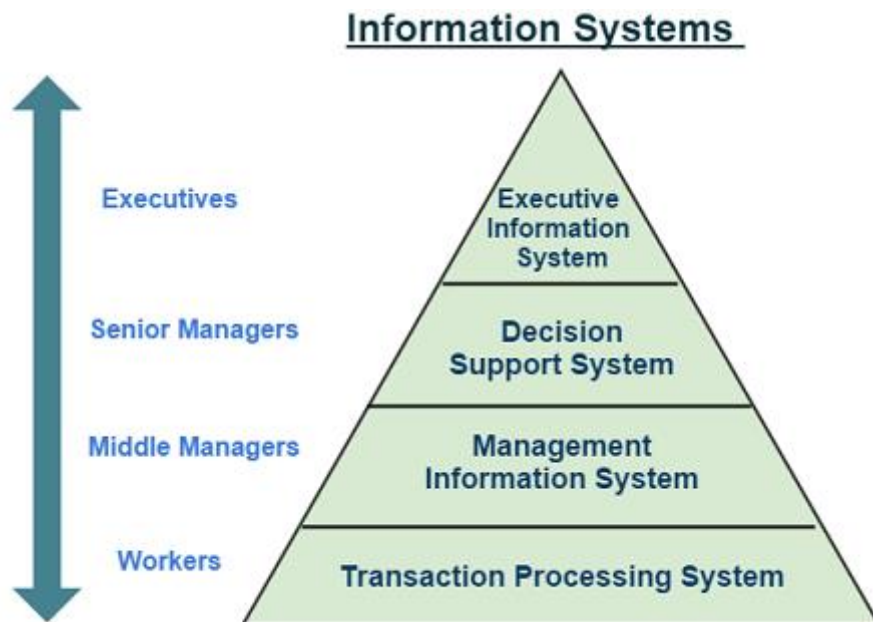 Information Systems
Executives
Executive
Information
System
Senior Managers
Decision
Support System
Middle Managers
Management
Information System
Workers
Transaction Processing System